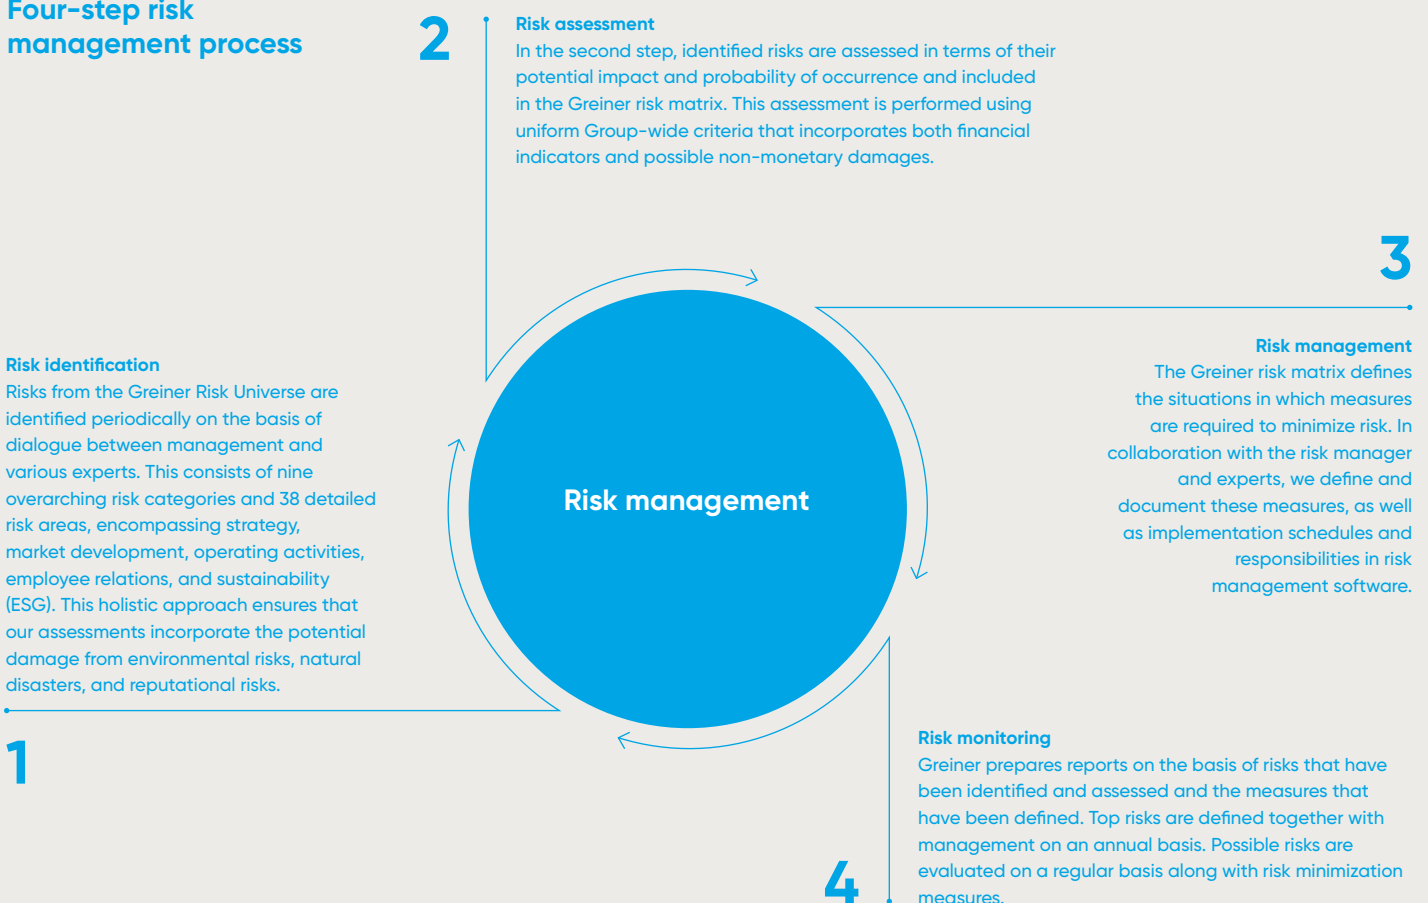 Four-step risk
management process
1
Risk identification
Risks from the Greiner Risk Universe are
identified periodically on the basis of
dialogue between management and
various experts. This consists of nine
overarching risk categories and 38 detailed
risk areas, encompassing strategy,
market development, operating activities,
employee relations, and sustainability
(ESG). This holistic approach ensures that
our assessments incorporate the potential
damage from environmental risks, natural
disasters, and reputational risks.
2
Risk assessment
In the second step, identified risks are assessed in terms of their
potential impact and probability of occurrence and included
in the Greiner risk matrix. This assessment is performed using
uniform Group-wide criteria that incorporates both financial
indicators and possible non-monetary damages.
3
Risk management
The Greiner risk matrix defines
the situations in which measures
are required to minimize risk. In
collaboration with the risk manager
and experts, we define and
document these measures, as well
as implementation schedules and
responsibilities in risk
management software.
4
Risk monitoring
Greiner prepares reports on the basis of risks that have
been identified and assessed and the measures that
have been defined. Top risks are defined together with
management on an annual basis. Possible risks are
evaluated on a regular basis along with risk minimization
measures.
Risk management